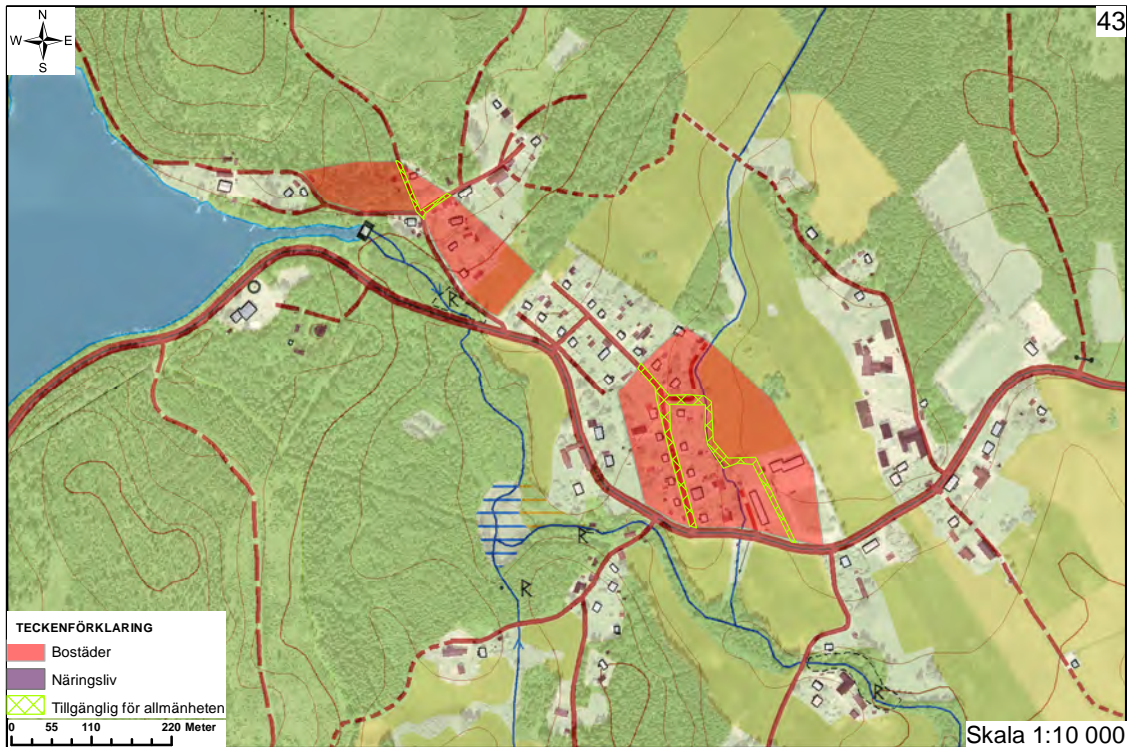 N
W E
S
43
TECKENFÖRKLARING
Bostäder
Näringsliv
Tillgänglig för allmänheten
0 55 110 220 Meter
Skala 1:10 000
R
R
R
R